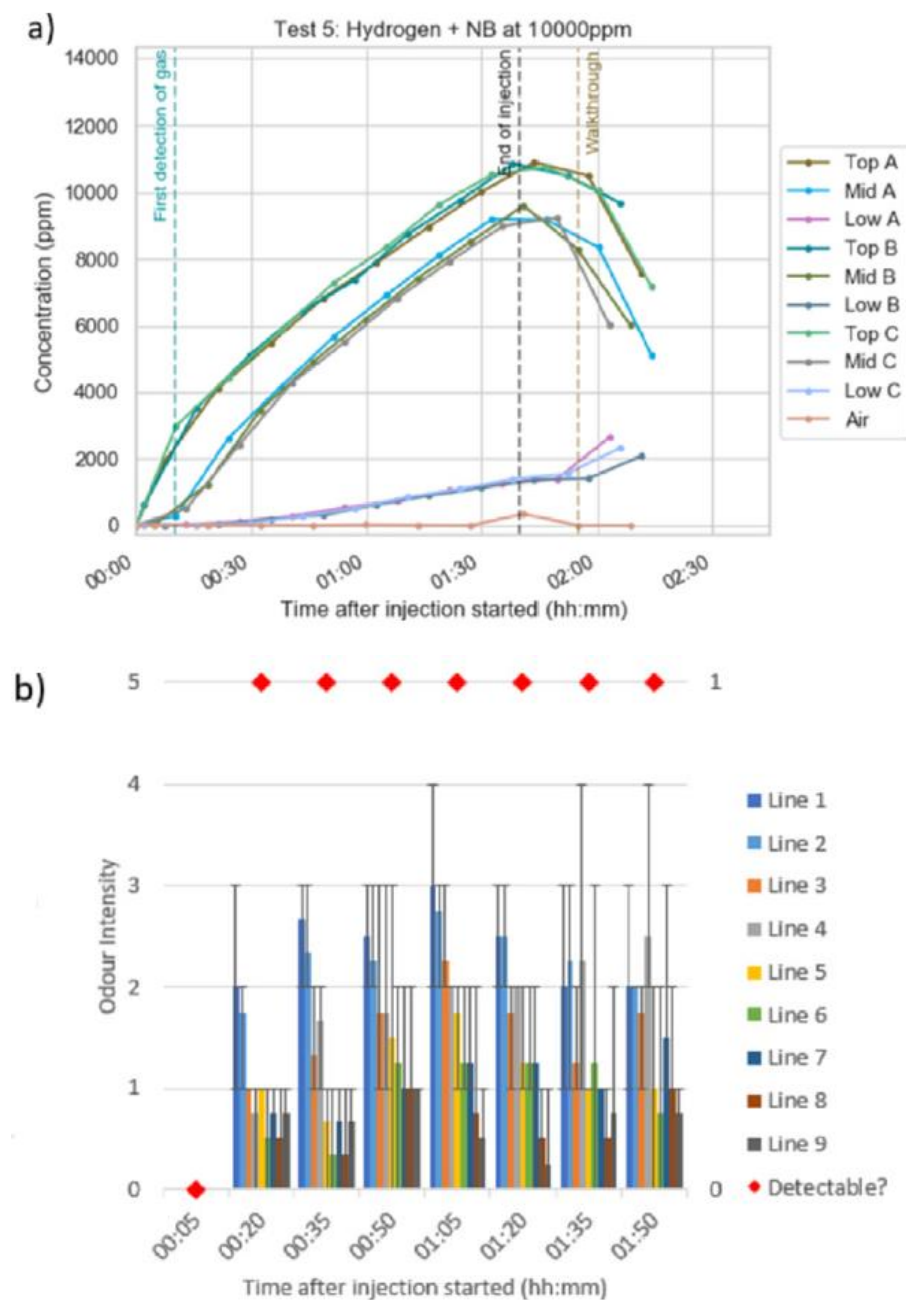 a)
Test 5: Hydrogen + NB at 10000ppm
14000
12000
10000
8000
6000
4000
2000
0
Concentration (ppm)
First detection of gas
End of injection
Walkthrough
00:00
00:30
01:00
01:30
02:00
02:30
Time after injection started (hh:mm)
Top A
Mid A
Low A
Top B
Mid B
Low B
Top C
Mid C
Low C
Air
b)
5
4
3
2
1
0
Odour Intensity
1
0
00:05
00:20
00:35
00:50
01:05
01:20
01:35
01:50
Time after injection started (hh:mm)
Line 1
Line 2
Line 3
Line 4
Line 5
Line 6
Line 7
Line 8
Line 9
Detectable?